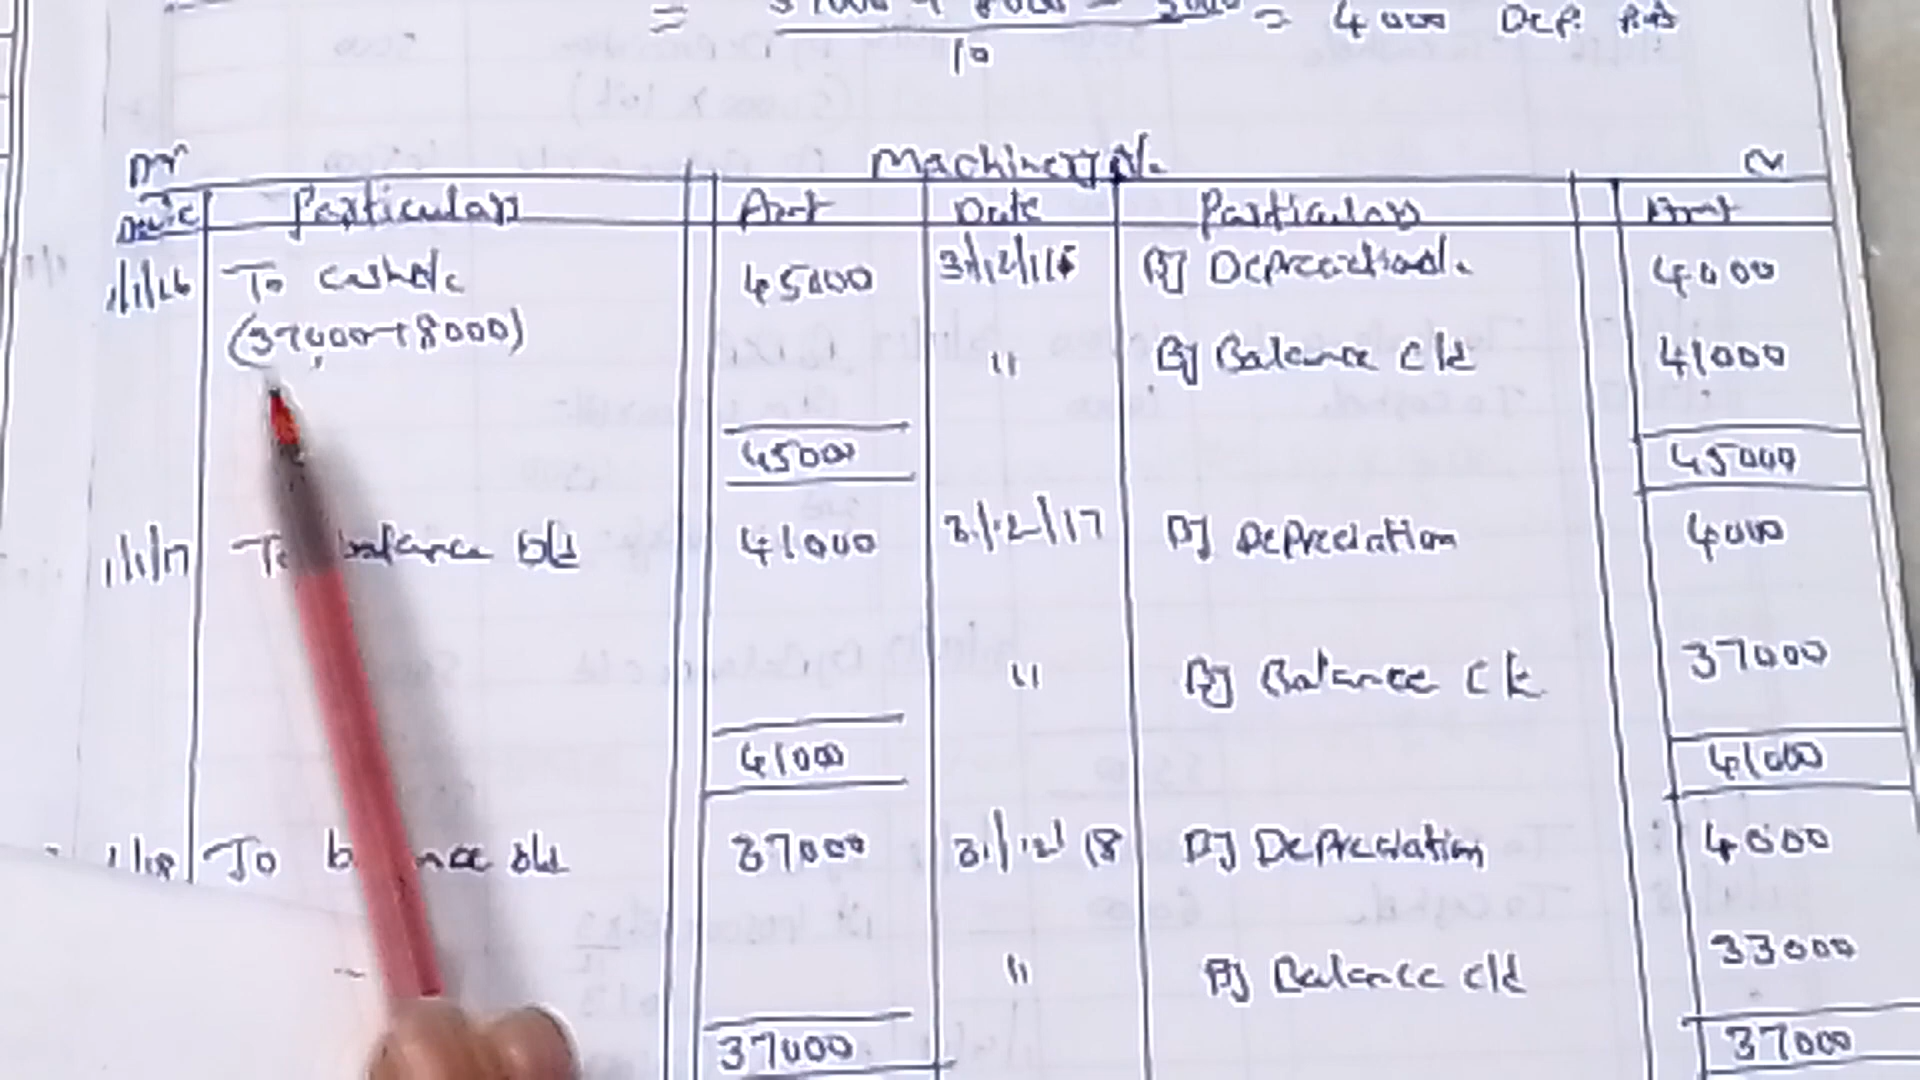 = 37000 + 8000 - 5000 = 4000 Dep. P.a
10
Dr Machinery A/c Cr
Date Particulars Amt Date Particulars Amt
1/1/16 To cash a/c 45000 31/12/16 By Depreciation a/c 4000
(37000+8000) " By Balance c/d 41000
45000 45000
1/1/17 To balance b/d 41000 31/12/17 By Depreciation 4000
" By Balance c/d 37000
41000 41000
1/18 To b nce b/d 37000 31/12/18 By Depreciation 4000
" By Balance c/d 33000
37000 37000